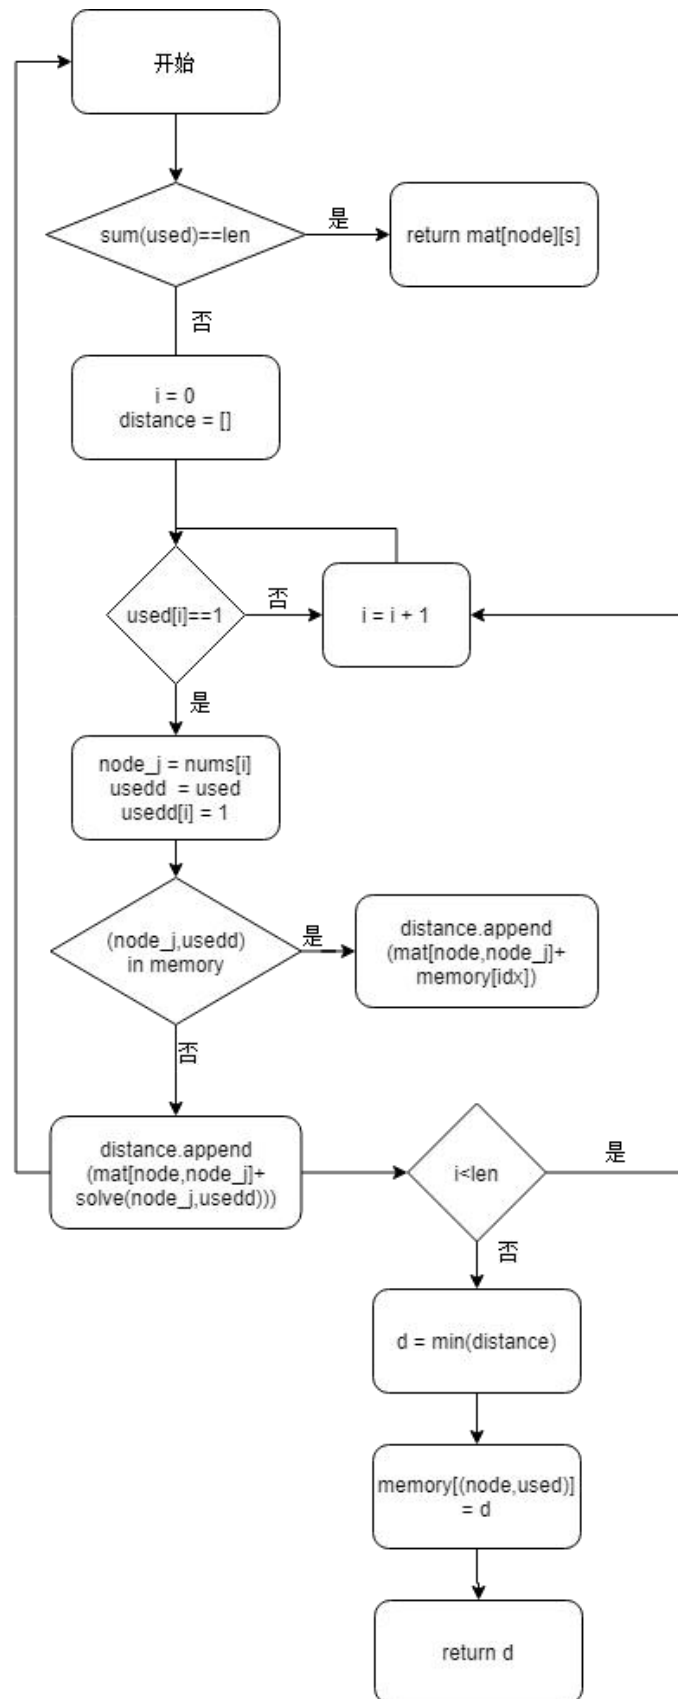 开始
sum(used)==len
是
return mat[node][s]
否
i = 0
distance = []
used[i]==1
否
i = i + 1
是
node_j = nums[i]
usedd  = used
usedd[i] = 1
(node_j,usedd)
in memory
是
distance.append
(mat[node,node_j]+
memory[idx])
否
distance.append
(mat[node,node_j]+
solve(node_j,usedd)))
i<len
是
否
d = min(distance)
memory[(node,used)]
= d
return d